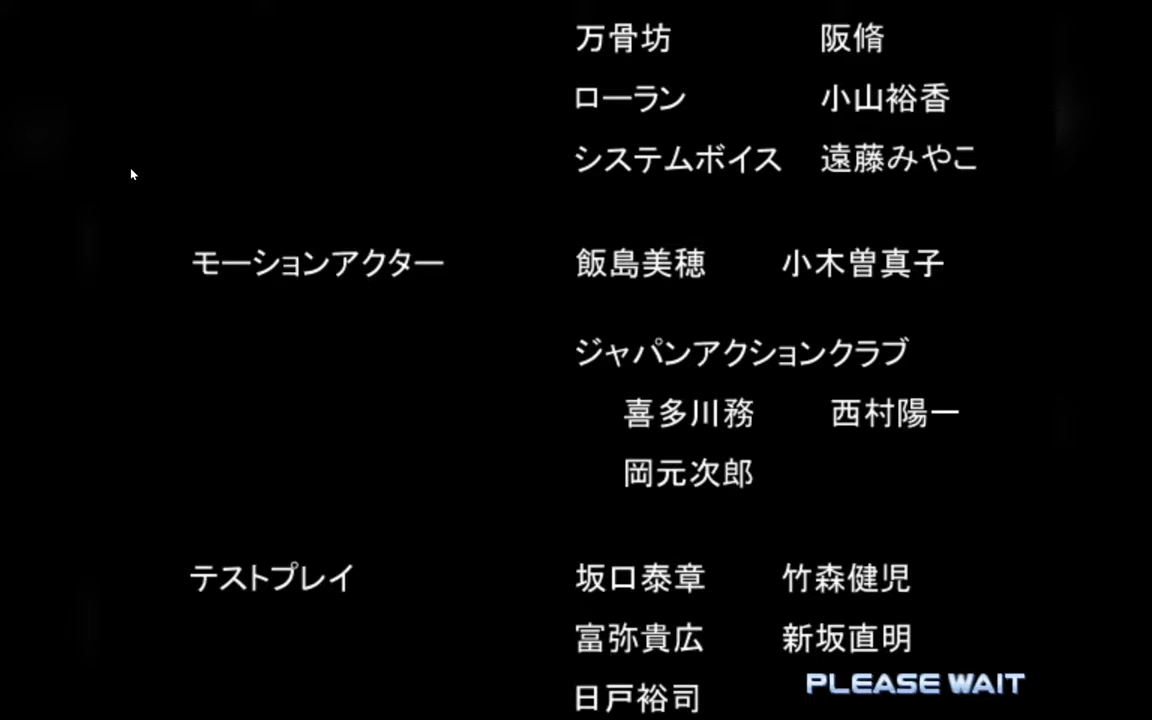 万骨坊 阪脩
ローラン 小山裕香
システムボイス 遠藤みやこ
モーションアクター 飯島美穂 小木曽真子
ジャパンアクションクラブ
喜多川務 西村陽一
岡元次郎
テストプレイ 坂口泰章 竹森健児
富弥貴広 新坂直明
日戸裕司
PLEASE WAIT